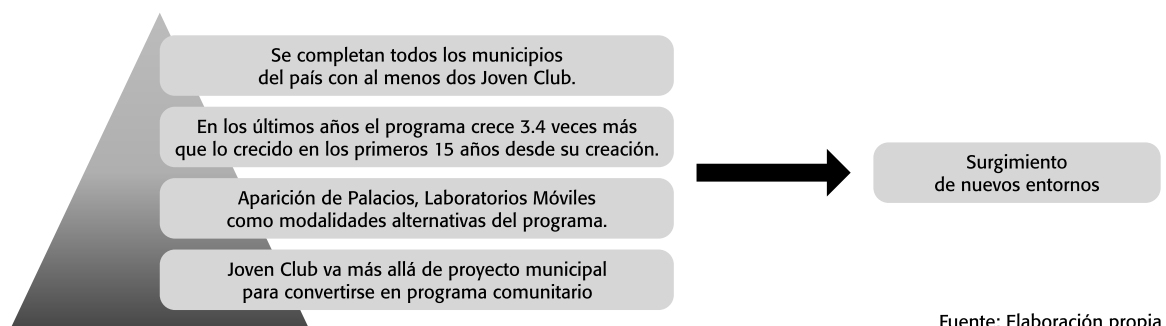 Se completan todos los municipios
del país con al menos dos Joven Club.
En los últimos años el programa crece 3.4 veces más
que lo crecido en los primeros 15 años desde su creación.
Aparición de Palacios, Laboratorios Móviles
como modalidades alternativas del programa.
Joven Club va más allá de proyecto municipal
para convertirse en programa comunitario
Surgimiento
de nuevos entornos
Fuente: Elaboración propia